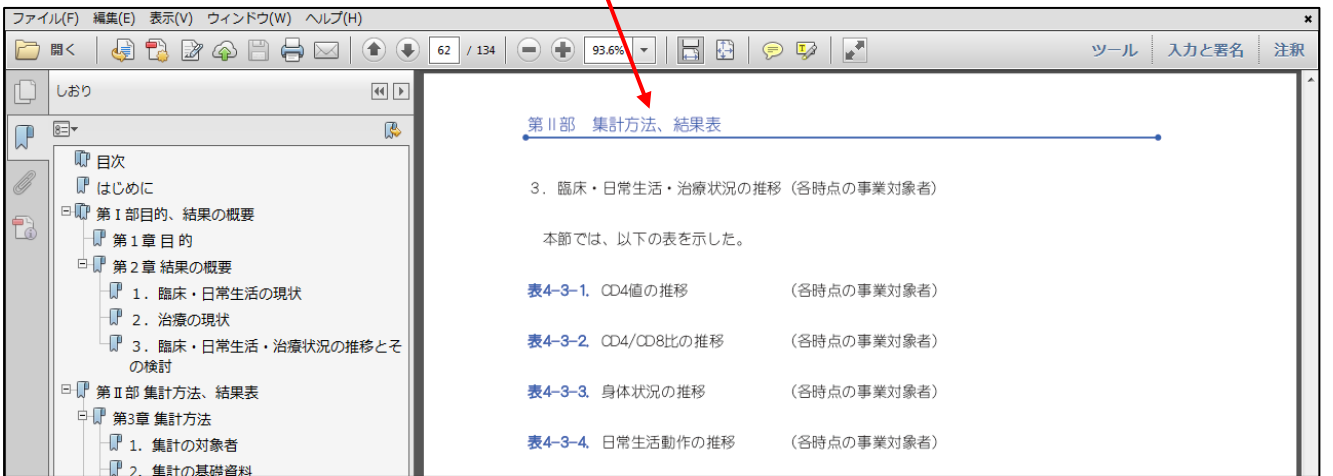 ファイル(F) 編集(E) 表示(V) ウィンドウ(W) ヘルプ(H)
開く 62 / 134 93.6% ツール 入力と署名 注釈
しおり
目次
はじめに
第Ⅰ部目的、結果の概要
第1章目 的
第2章 結果の概要
1. 臨床・日常生活の現状
2. 治療の現状
3. 臨床・日常生活・治療状況の推移とそ
の検討
第Ⅱ部 集計方法、結果表
第3章 集計方法
1. 集計の対象者
2. 集計の基礎資料
第Ⅱ部 集計方法、結果表
3. 臨床・日常生活・治療状況の推移(各時点の事業対象者)
本節では、以下の表を示した。
表4-3-1. CD4値の推移 (各時点の事業対象者)
表4-3-2. CD4/CD8比の推移 (各時点の事業対象者)
表4-3-3. 身体状況の推移 (各時点の事業対象者)
表4-3-4. 日常生活動作の推移 (各時点の事業対象者)